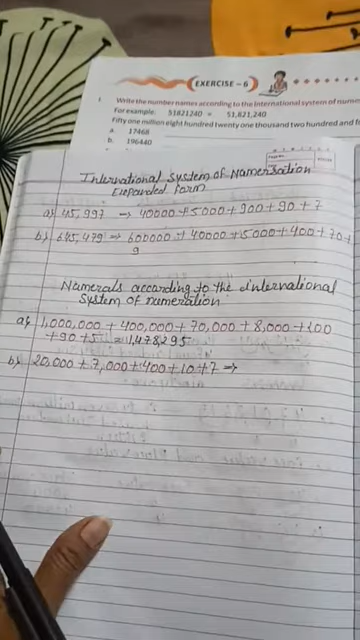 EXERCISE – 6
Write the number names according to the international system of numer
For example: 51821240 = 51,821,240
Fifty one million eight hundred twenty one thousand two hundred and f
a. 17468
b. 196440
International System of Numersation
Expanded form
a) 45,997 → 40000 + 5000 + 900 + 90 + 7
b) 645,479 ⇒ 600000 + 40000 + 5000 + 400 + 70 +
9
Numerals according to the international
System of numeration
a) 1,000,000 + 400,000 + 70,000 + 8,000 + 100
+ 90 + 5 = 1,478,295
b) 20,000 + 7,000 + 400 + 10 + 7 ⇒